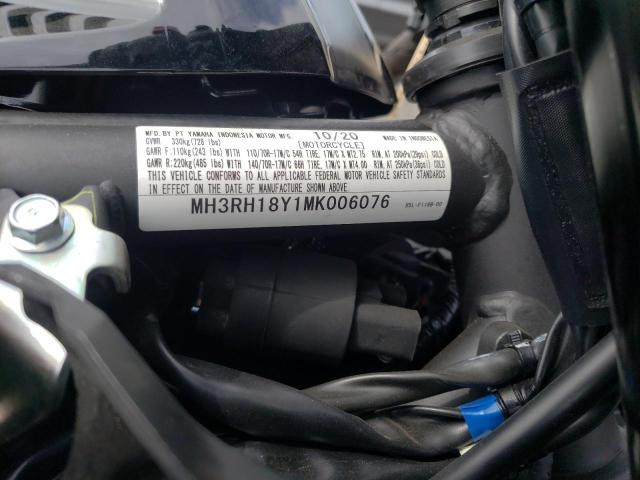 MFD. BY PT YAMAHA INDONESIA MOTOR MFG. 10/20 MADE IN INDONESIA
GVWR 330kg(728 lbs) [MOTORCYCLE]
GAWR F:110kg(243 lbs)WITH 110/70R-17M/C 54H TIRE, 17M/C X MT2.75 RIM, AT 200kPa(29psi) COLD
GAWR R:220kg(485 lbs)WITH 140/70R-17M/C 66H TIRE, 17M/C X MT4.00 RIM, AT 250kPa(36psi) COLD
THIS VEHICLE CONFORMS TO ALL APPLICABLE FEDERAL MOTOR VEHICLE SAFETY STANDARDS
IN EFFECT ON THE DATE OF MANUFACTURE SHOWN ABOVE.
MH3RH18Y1MK006076